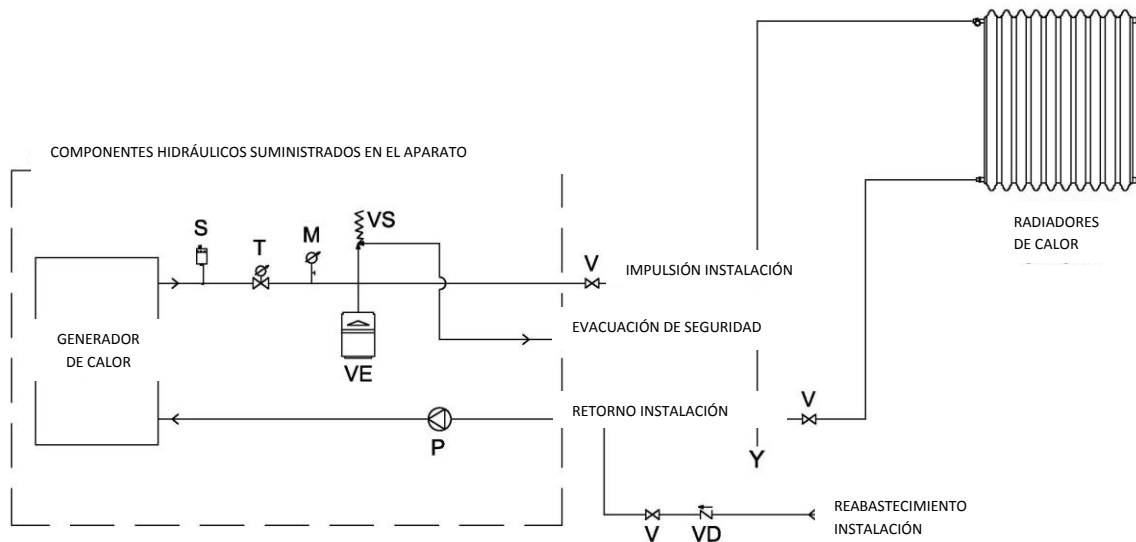 COMPONENTES HIDRÁULICOS SUMINISTRADOS EN EL APARATO
RADIADORES
DE CALOR
S
T
M
VS
V
IMPULSIÓN INSTALACIÓN
GENERADOR
DE CALOR
VE
EVACUACIÓN DE SEGURIDAD
P
RETORNO INSTALACIÓN
V
Y
V
VD
REABASTECIMIENTO
INSTALACIÓN